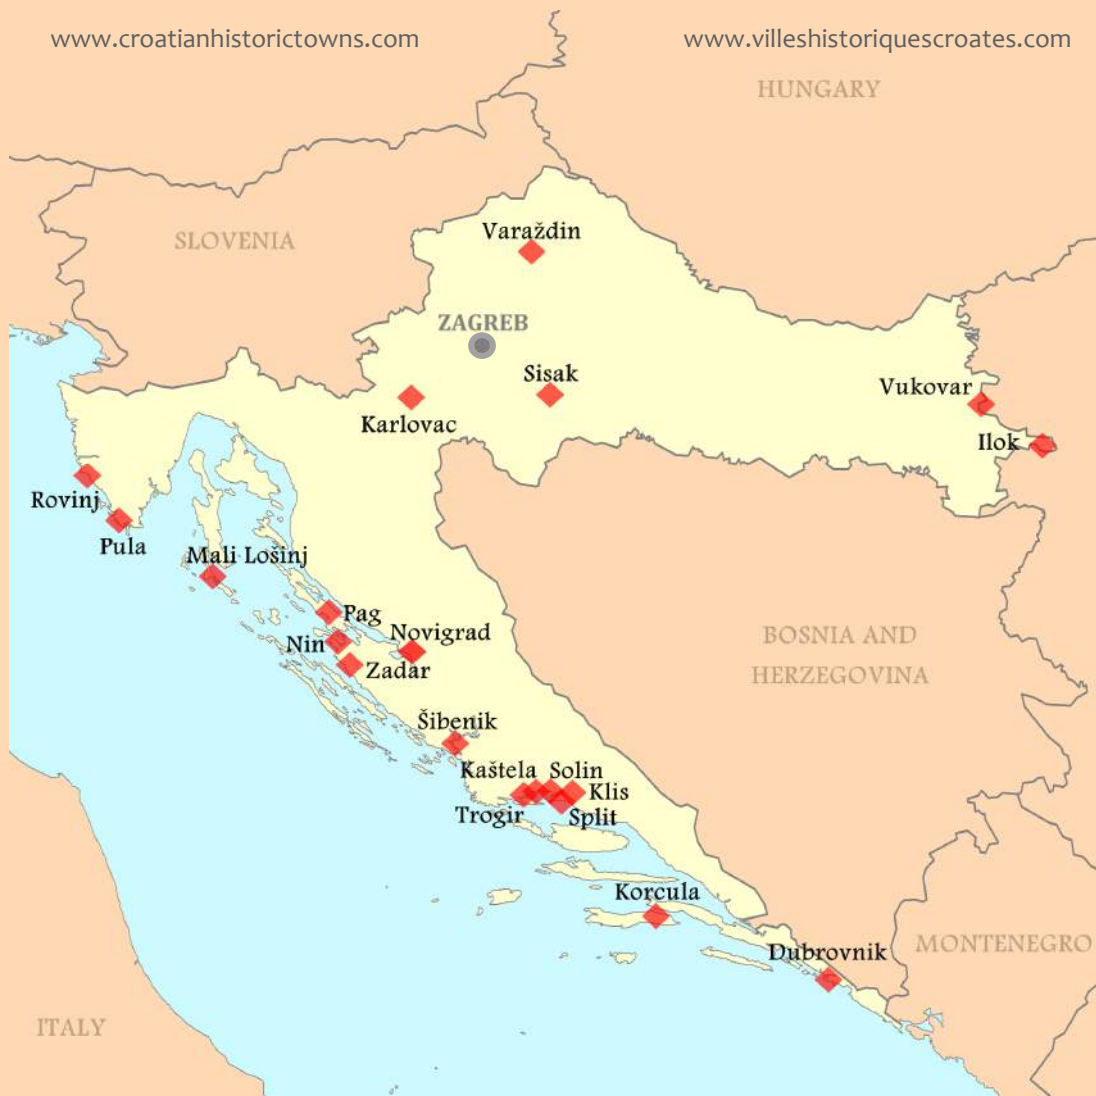 www.croatianhistorictowns.com
www.villeshistoriquescroates.com
HUNGARY
SLOVENIA
Varaždin
ZAGREB
Sisak
Karlovac
Vukovar
Ilok
Rovinj
Pula
Mali Lošinj
Pag
Nin
Novigrad
Zadar
BOSNIA AND
HERZEGOVINA
Šibenik
Kaštela
Solin
Klis
Trogir
Split
Korcula
Dubrovnik
MONTENEGRO
ITALY